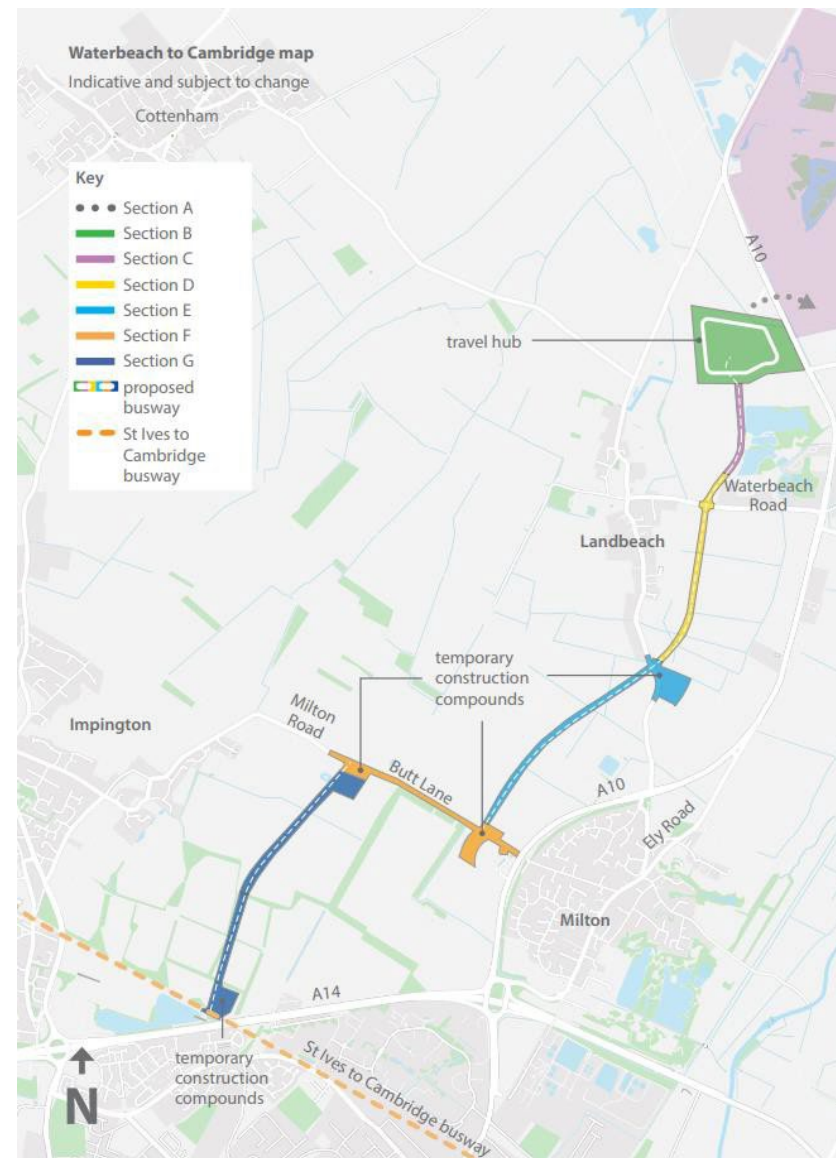 Waterbeach to Cambridge map
Indicative and subject to change
Cottenham
Key
Section A
Section B
Section C
Section D
Section E
Section F
Section G
proposed
busway
St Ives to
Cambridge
busway
A10
travel hub
Waterbeach
Road
Landbeach
temporary
construction
compounds
Milton
Road
Impington
Butt Lane
A10
Ely Road
Milton
A14
St Ives to Cambridge busway
temporary
construction
compounds
N